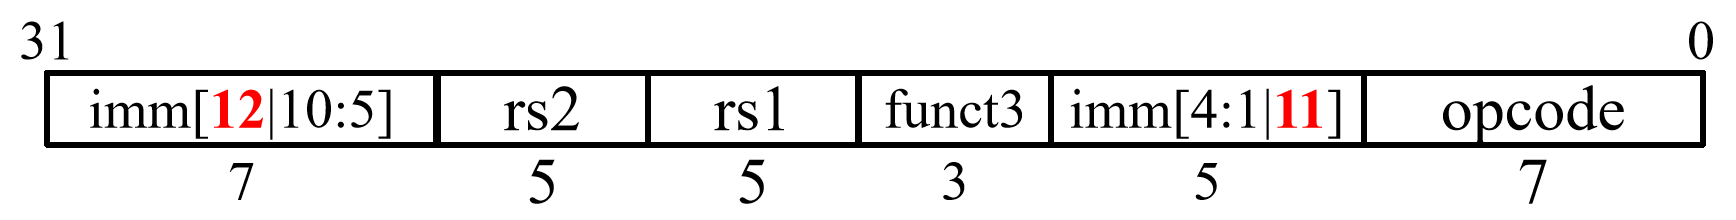 31 0
imm[12|10:5] rs2 rs1 funct3 imm[4:1|11] opcode
7 5 5 3 5 7